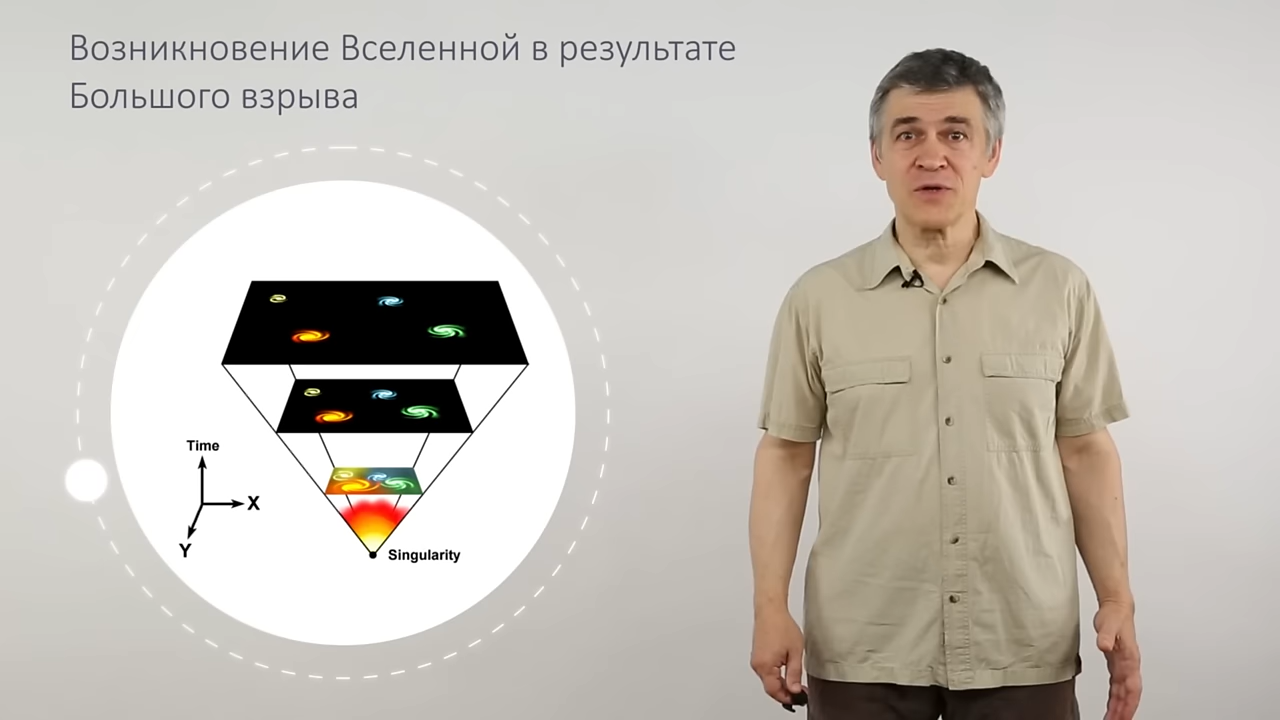 Возникновение Вселенной в результате
Большого взрыва
Time
X
Y
Singularity